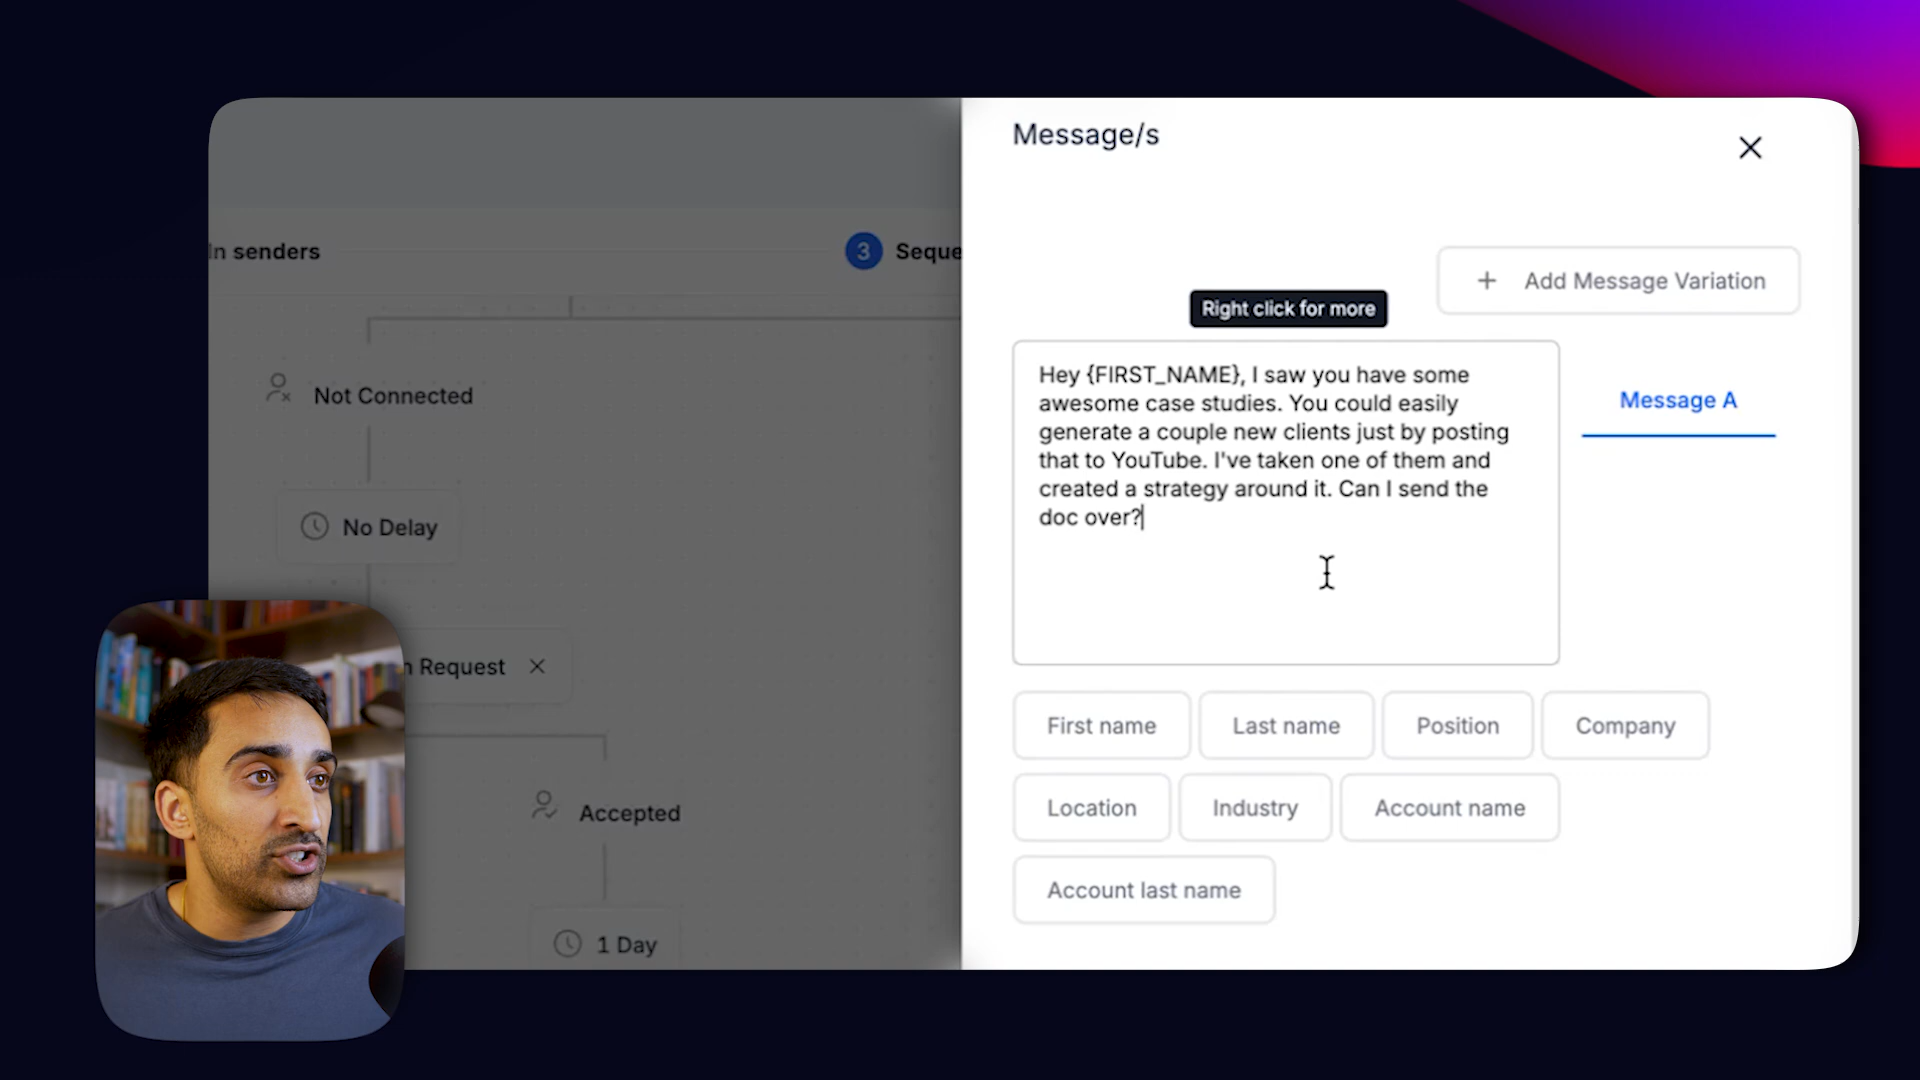 Message/s
In senders
3 Seque
Add Message Variation
Right click for more
Hey {FIRST_NAME}, I saw you have some
awesome case studies. You could easily
generate a couple new clients just by posting
that to YouTube. I've taken one of them and
created a strategy around it. Can I send the
doc over?
Message A
Not Connected
No Delay
n Request
Accepted
1 Day
First name
Last name
Position
Company
Location
Industry
Account name
Account last name